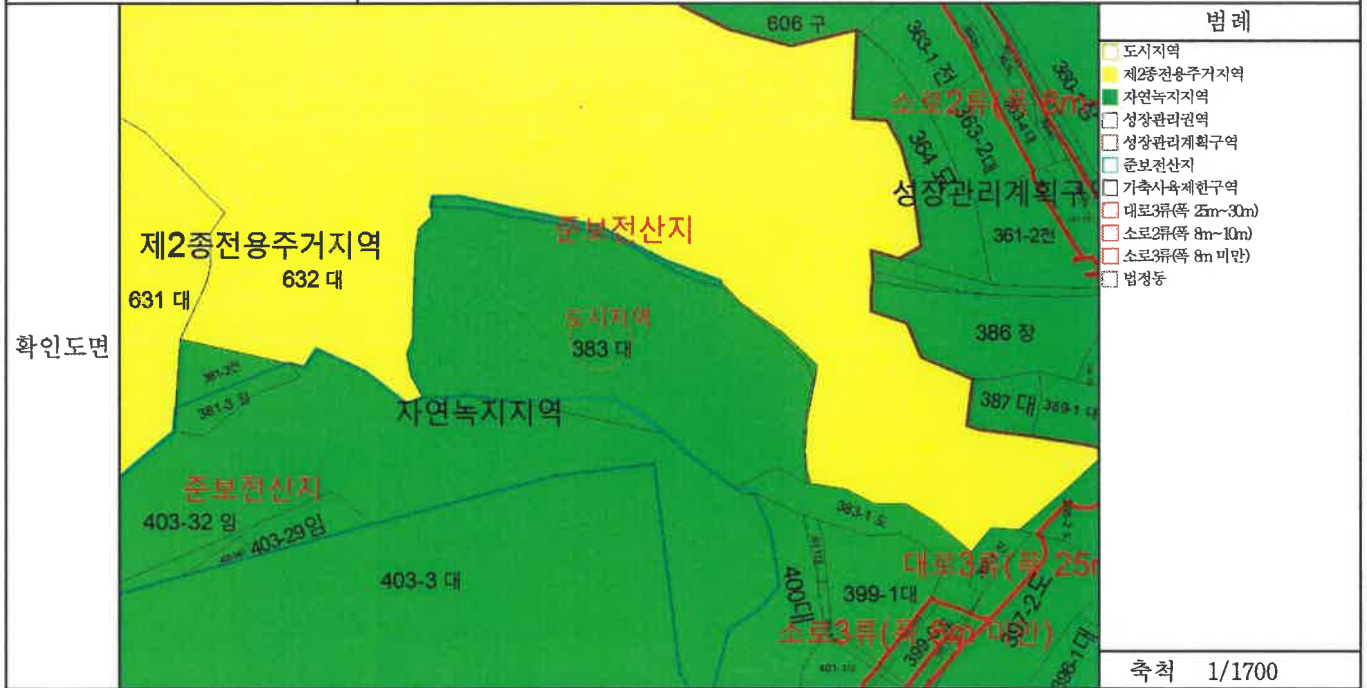 확인도면
606 구
363-1 전
소로2류(폭 8m~
363-2대
364 도
성장관리계획구
361-2전
준보전산지
제2종전용주거지역
632 대
631 대
도시지역
383 대
386 장
387 대
389-1 대
381-3 임
자연녹지지역
준보전산지
403-32 임
403-29임
383-1 도
403-3 대
대로3류(폭 25m
400대
399-1대
397-2도
소로3류(폭 8m 미만)
396-1대
범례
도시지역
제2종전용주거지역
자연녹지지역
성장관리권역
성장관리계획구역
준보전산지
가축사육제한구역
대로3류(폭 25m~30m)
소로2류(폭 8m~10m)
소로3류(폭 8m 미만)
법정동
축척 1/1700